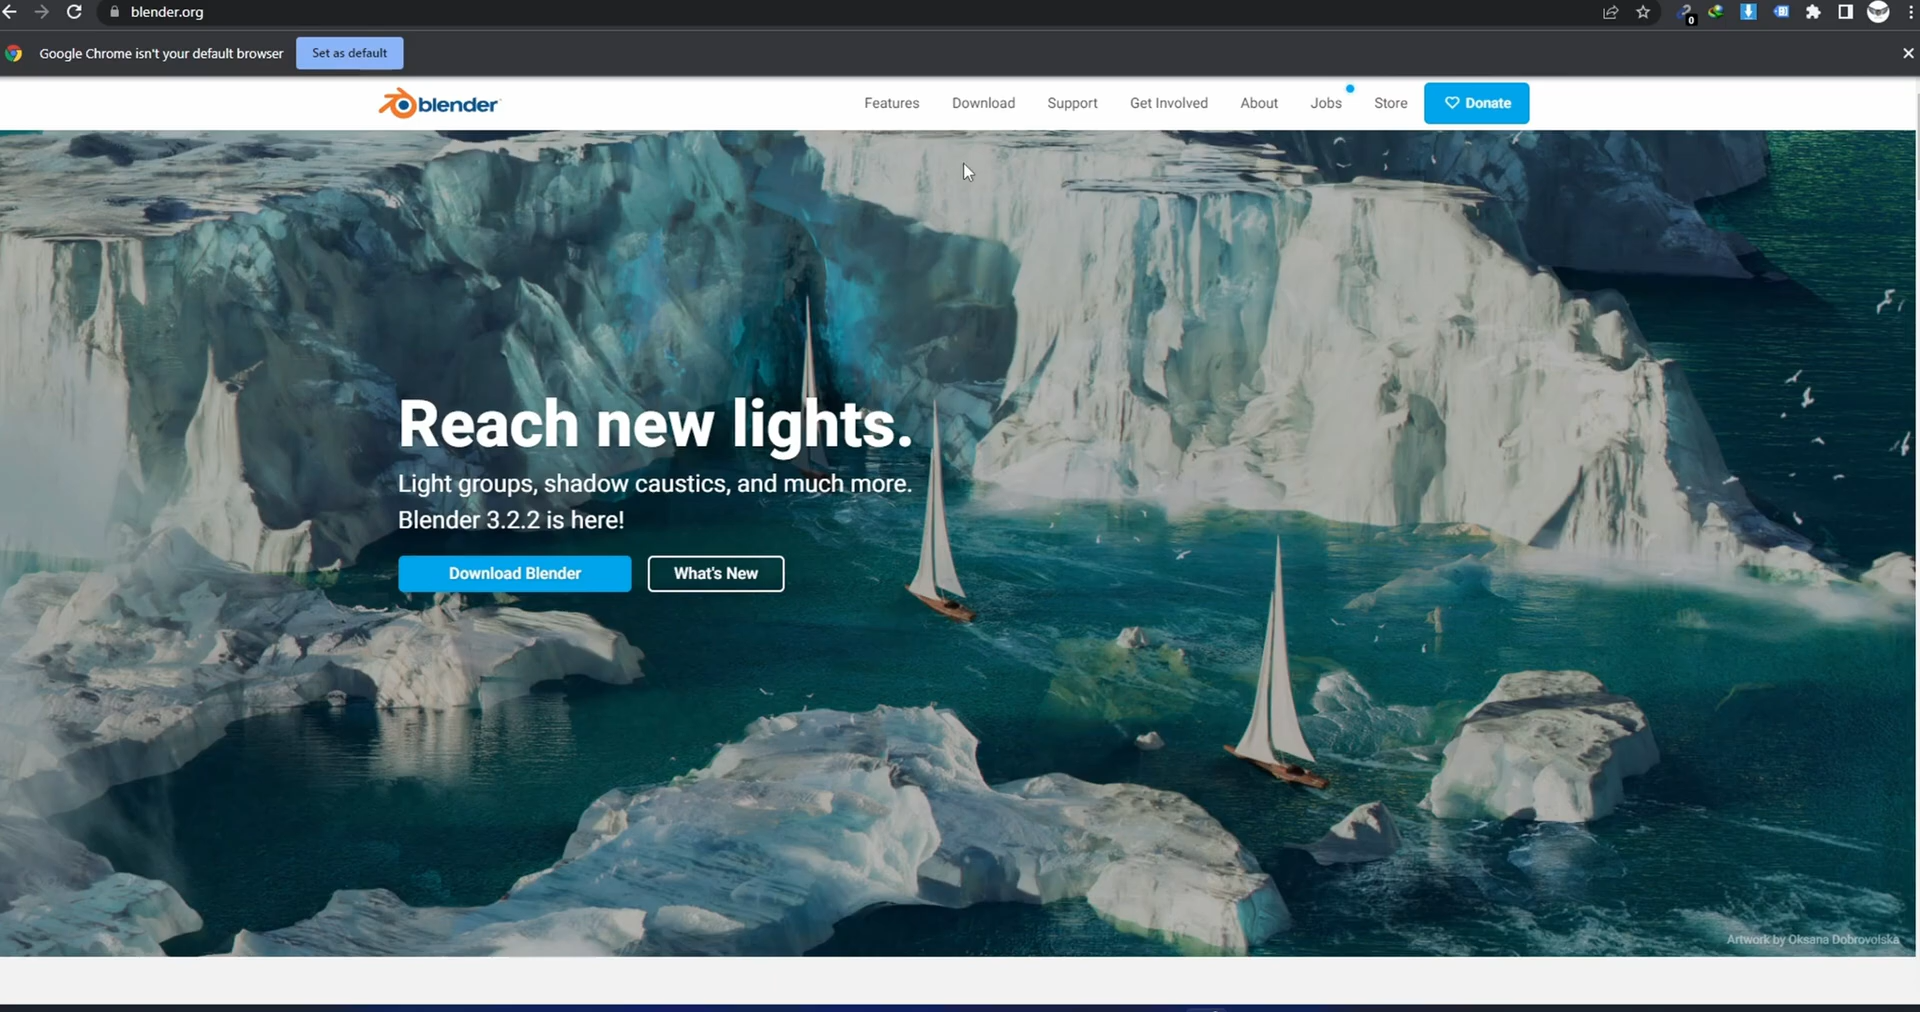 blender.org
Google Chrome isn't your default browser
Set as default
blender
Features
Download
Support
Get Involved
About
Jobs
Store
Donate
Reach new lights.
Light groups, shadow caustics, and much more.
Blender 3.2.2 is here!
Download Blender
What's New
0
Artwork by Oksana Dobrovolska